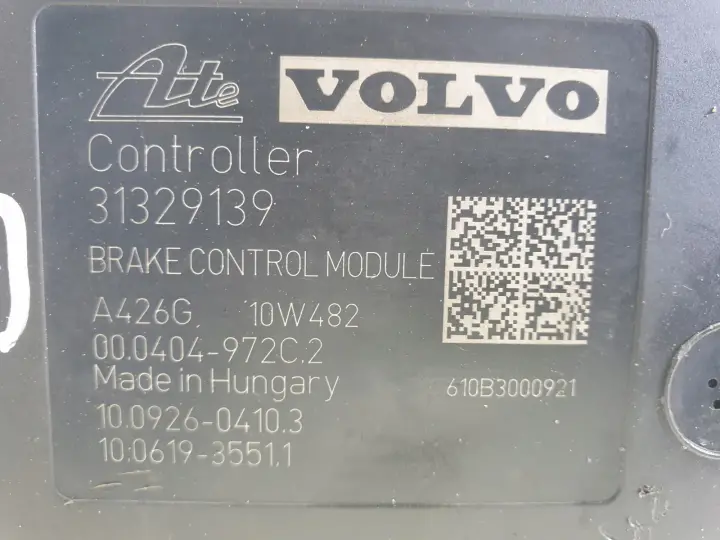 Ate VOLVO
Controller
31329139
BRAKE CONTROL MODULE
A426G 10W482
00.0404-972C.2
Made in Hungary 610B3000921
10.0926-0410.3
10.0619-3551.1